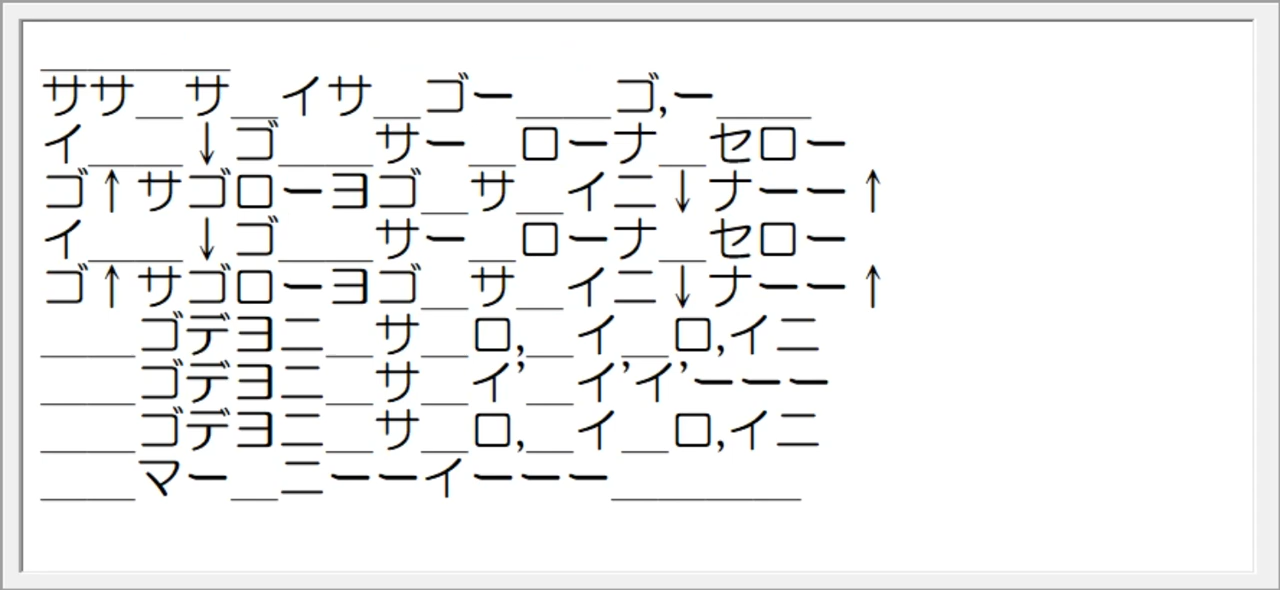 ____
ササ_サ_イサ_ゴー__ゴ,ー__
イ__↓ゴ__サー_ローナ_セロー
ゴ↑サゴローヨゴ_サ_イニ↓ナーー↑
イ__↓ゴ__サー_ローナ_セロー
ゴ↑サゴローヨゴ_サ_イニ↓ナーー↑
__ゴデヨニ_サ_ロ,_イ_ロ,イニ
__ゴデヨニ_サ_イ’_イ’イ’ーーー
__ゴデヨニ_サ_ロ,_イ_ロ,イニ
__マー_ニーーイーーー____